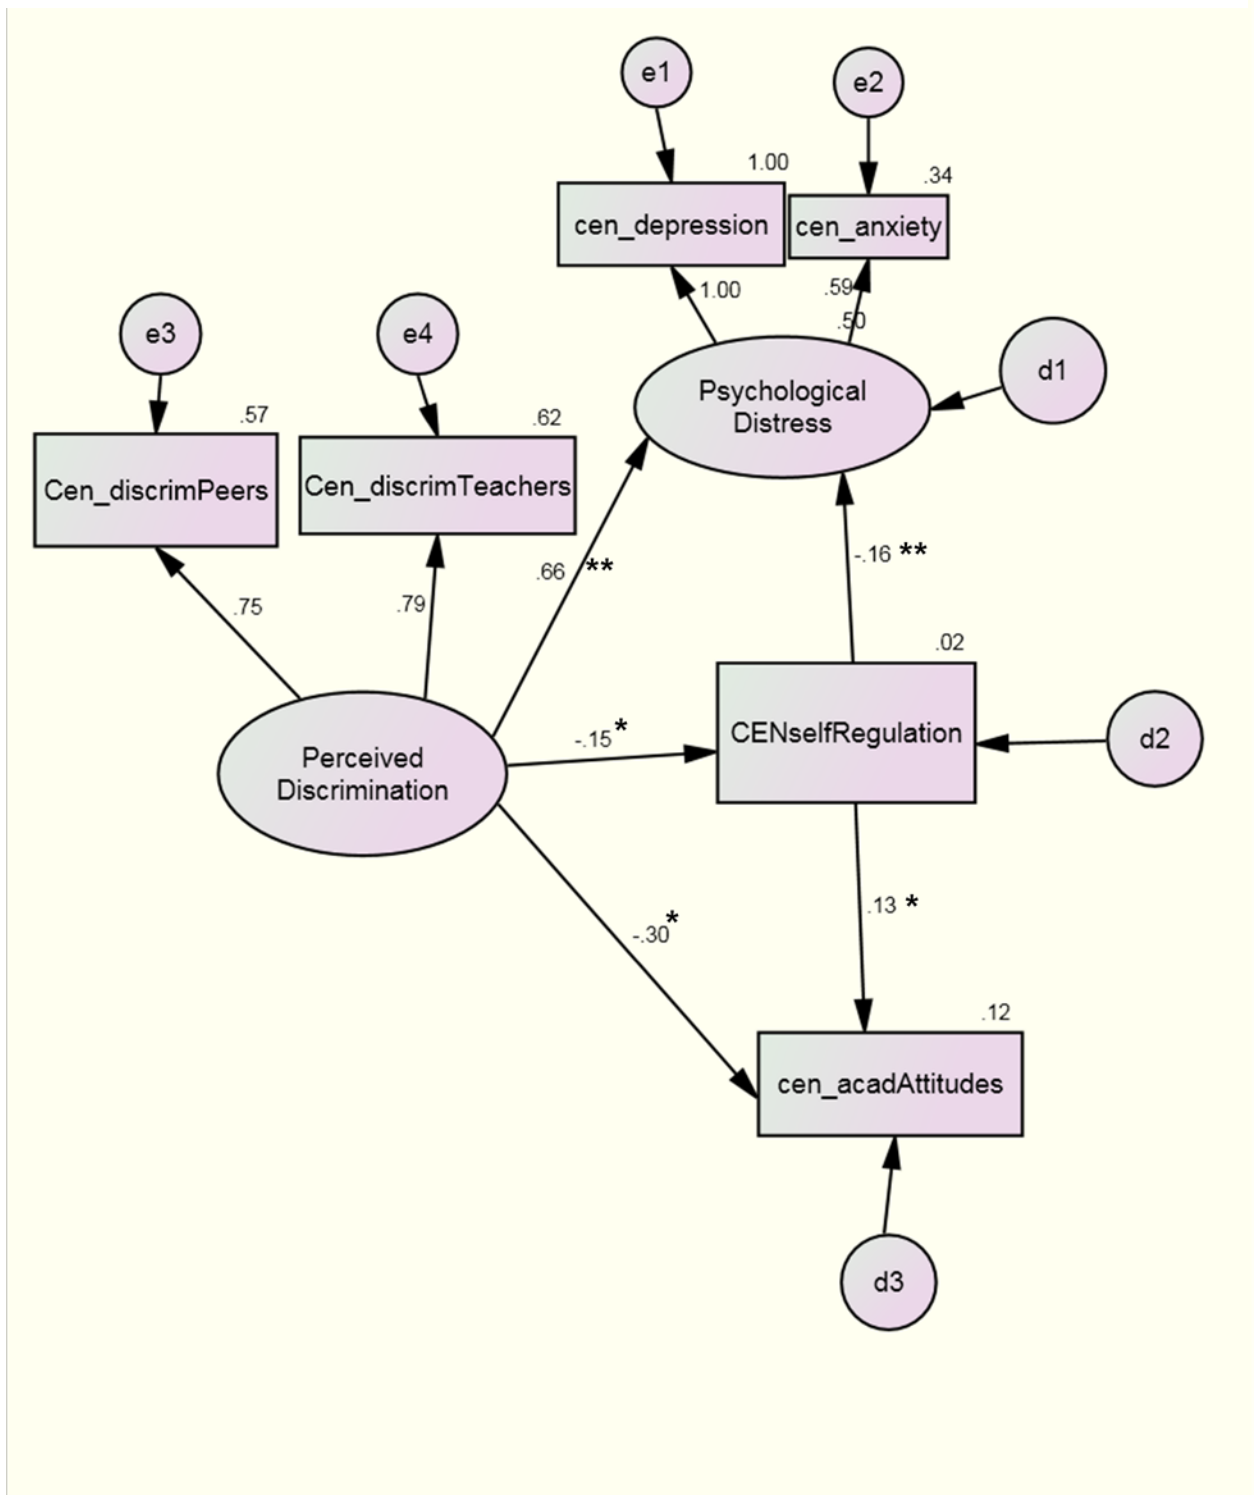 e1
e2
1.00
.34
cen_depression
cen_anxiety
1.00
.59
.50
e3
e4
d1
Psychological
Distress
.57
.62
Cen_discrimPeers
Cen_discrimTeachers
.66 **
-.16 **
.75
.79
.02
Perceived
Discrimination
-.15 *
CENselfRegulation
d2
-.30 *
.13 *
.12
cen_acadAttitudes
d3